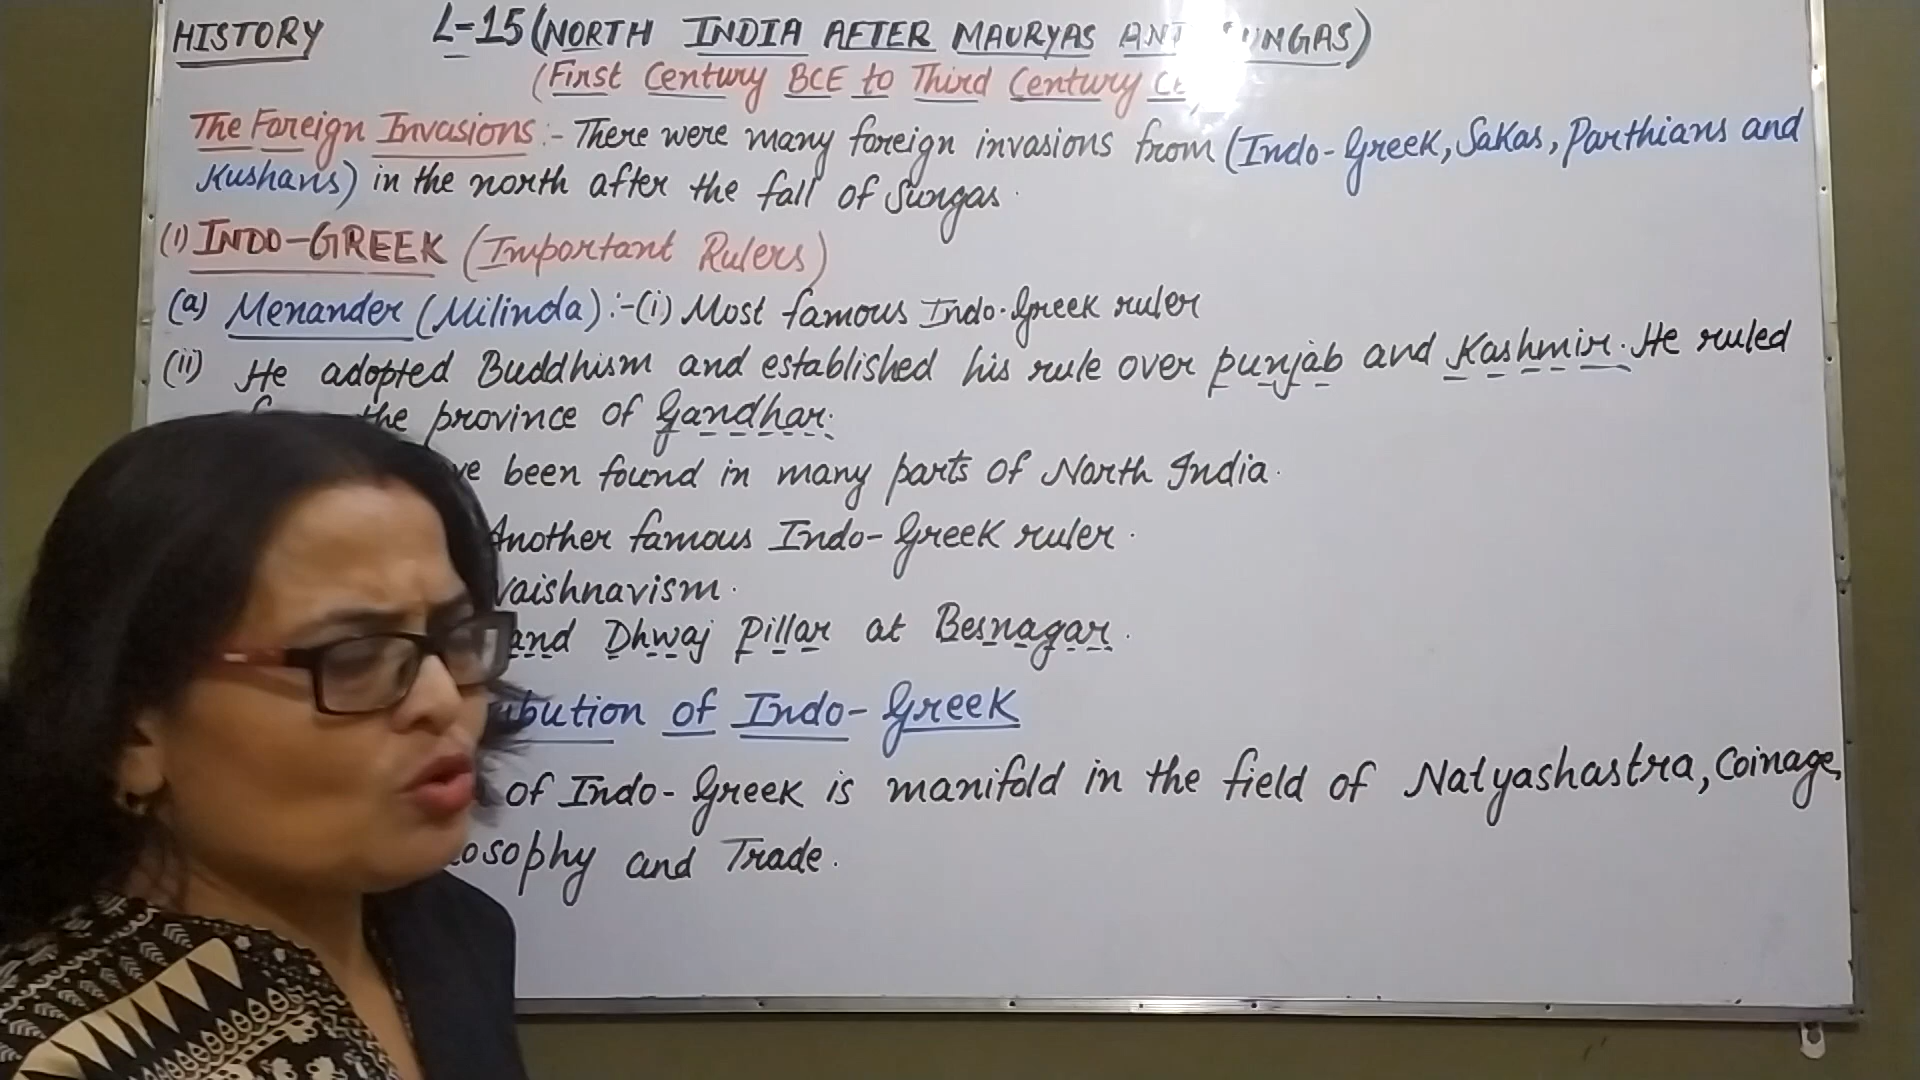 HISTORY L-15 (NORTH INDIA AFTER MAURYAS AND SUNGAS)
(First Century BCE to Third Century CE)
The Foreign Invasions :- There were many foreign invasions from (Indo-Greek, Sakas, Parthians and
Kushans) in the north after the fall of Sungas.
(1) INDO-GREEK (Important Rulers)
(a) Menander (Milinda) :- (i) Most famous Indo-Greek ruler
(ii) He adopted Buddhism and established his rule over punjab and Kashmir. He ruled
the province of Gandhar.
been found in many parts of North India.
Another famous Indo-Greek ruler.
Vaishnavism.
and Dhwaj Pillar at Besnagar.
of Indo-Greek
of Indo-Greek is manifold in the field of Natyashastra, Coinage,
and Trade.